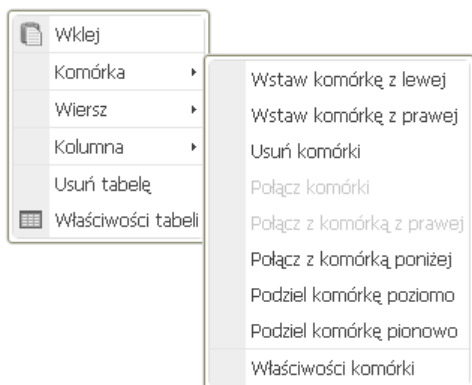 Wklej
Komórka
Wiersz
Kolumna
Usuń tabelę
Właściwości tabeli
Wstaw komórkę z lewej
Wstaw komórkę z prawej
Usuń komórki
Połącz komórki
Połącz z komórką z prawej
Połącz z komórką poniżej
Podziel komórkę poziomo
Podziel komórkę pionowo
Właściwości komórki